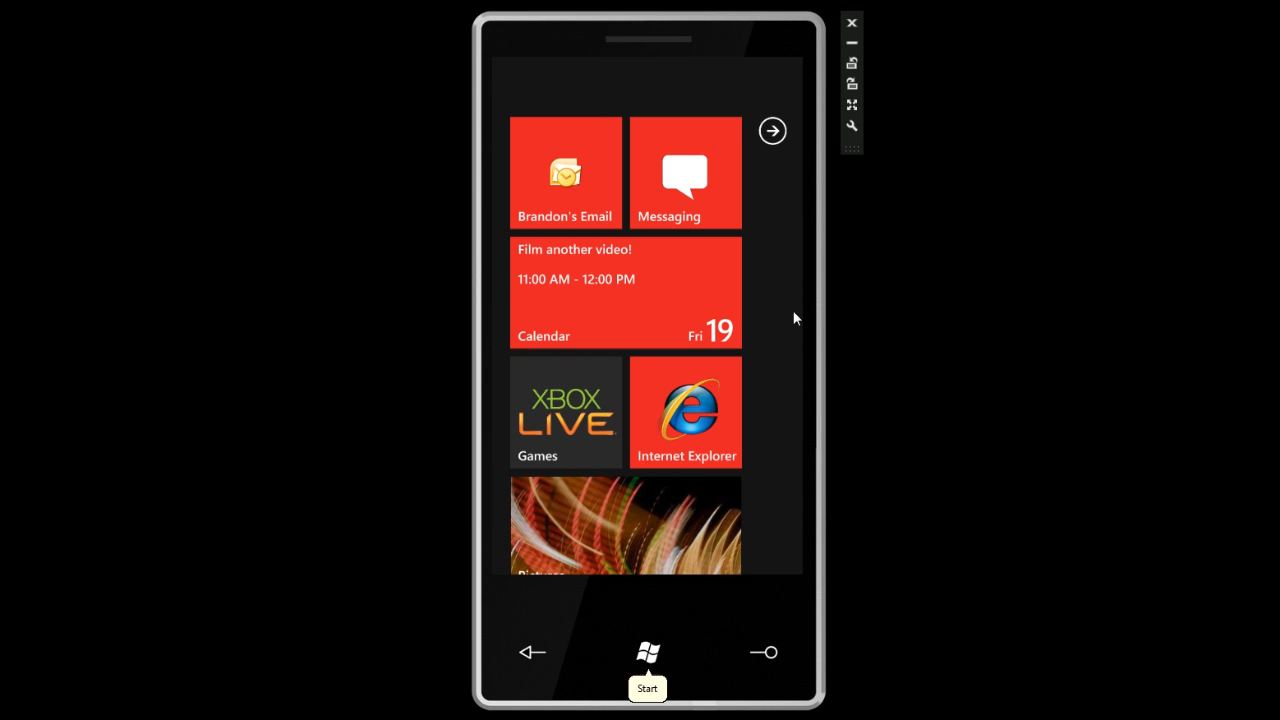 Brandon's Email
Messaging
Film another video!
11:00 AM - 12:00 PM
Calendar
Fri 19
XBOX
LIVE
Games
Internet Explorer
Pictures
Start